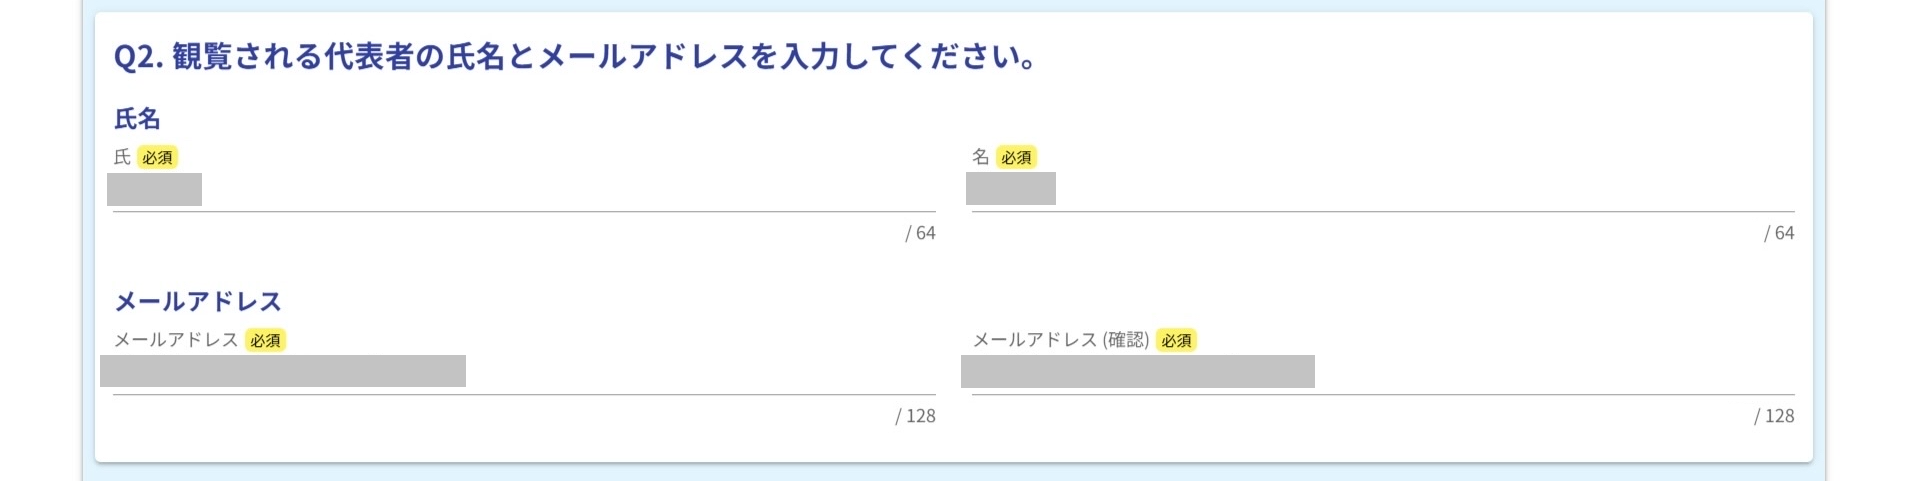 Q2. 観覧される代表者の氏名とメールアドレスを入力してください。
氏名
氏 必須
名 必須
/ 64
/ 64
メールアドレス
メールアドレス 必須
メールアドレス (確認) 必須
/ 128
/ 128